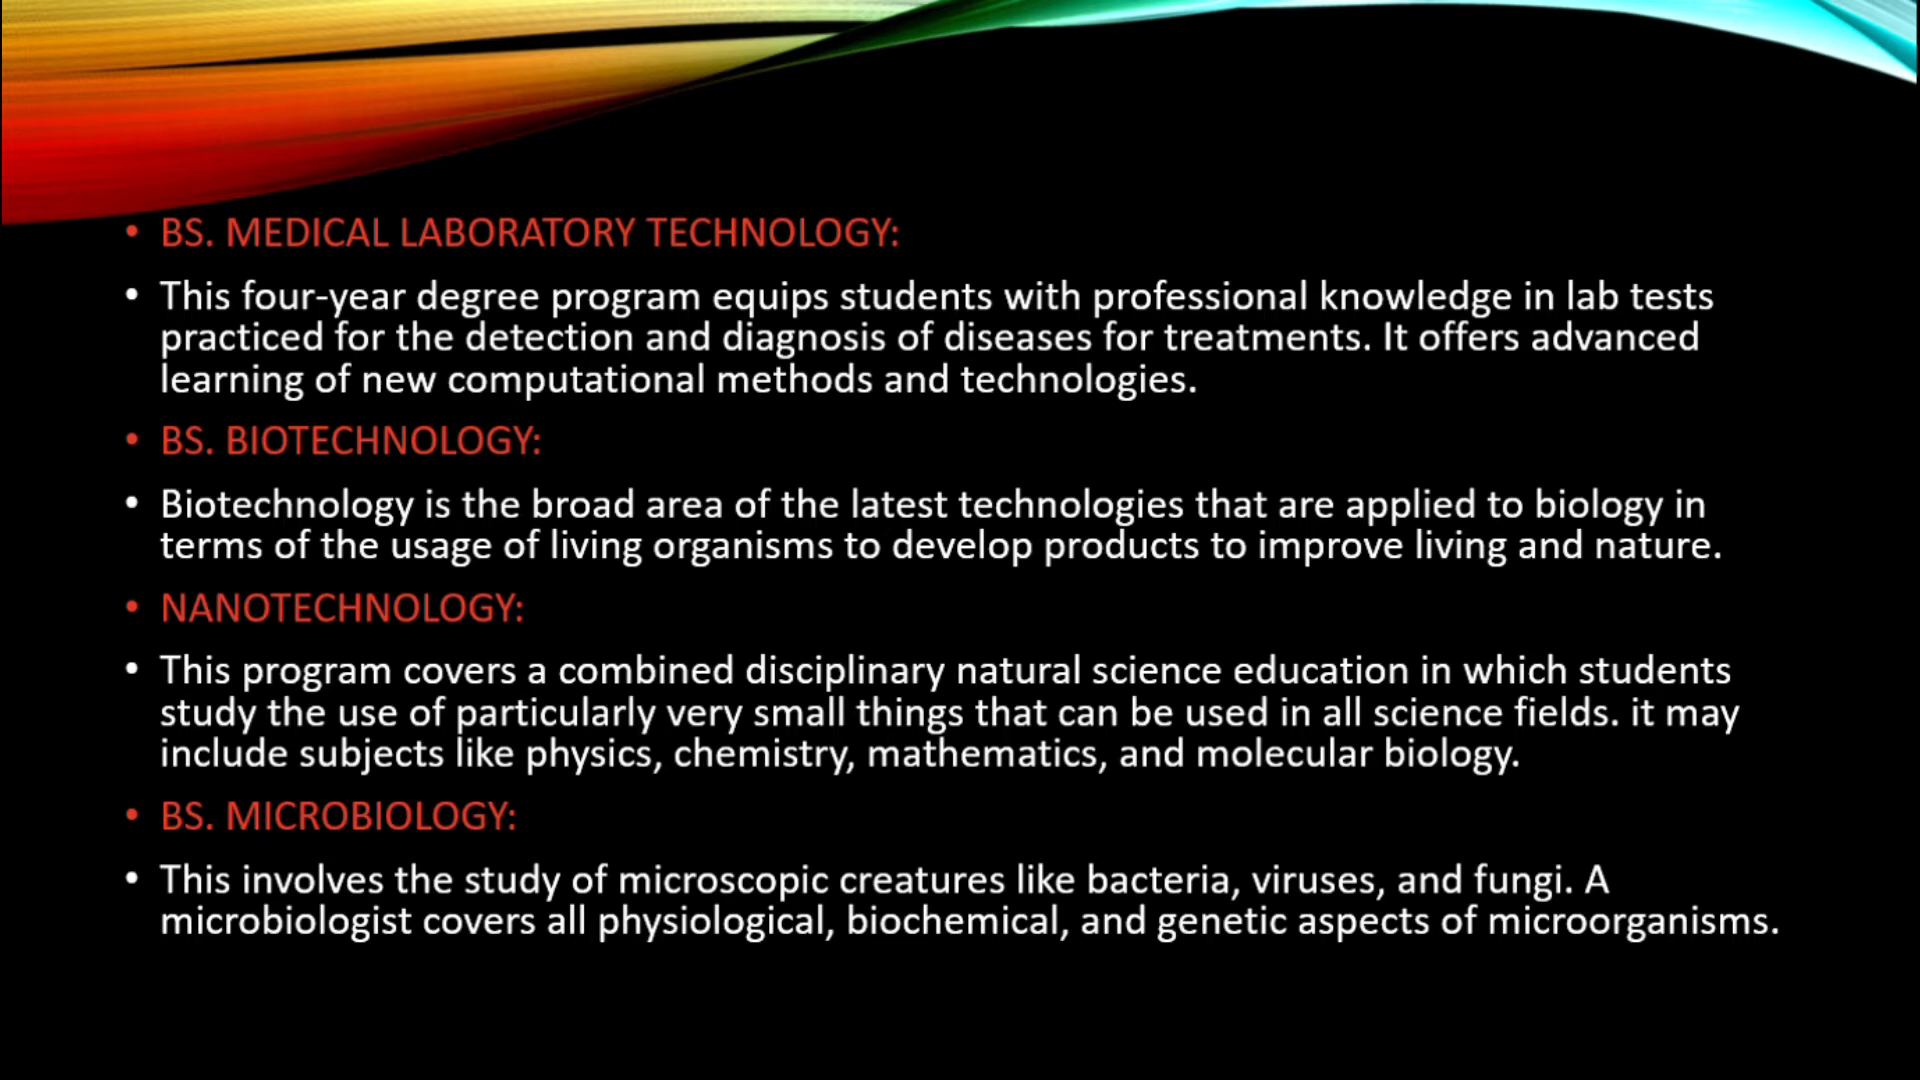 • BS. MEDICAL LABORATORY TECHNOLOGY:
• This four-year degree program equips students with professional knowledge in lab tests
practiced for the detection and diagnosis of diseases for treatments. It offers advanced
learning of new computational methods and technologies.
• BS. BIOTECHNOLOGY:
• Biotechnology is the broad area of the latest technologies that are applied to biology in
terms of the usage of living organisms to develop products to improve living and nature.
• NANOTECHNOLOGY:
• This program covers a combined disciplinary natural science education in which students
study the use of particularly very small things that can be used in all science fields. it may
include subjects like physics, chemistry, mathematics, and molecular biology.
• BS. MICROBIOLOGY:
• This involves the study of microscopic creatures like bacteria, viruses, and fungi. A
microbiologist covers all physiological, biochemical, and genetic aspects of microorganisms.